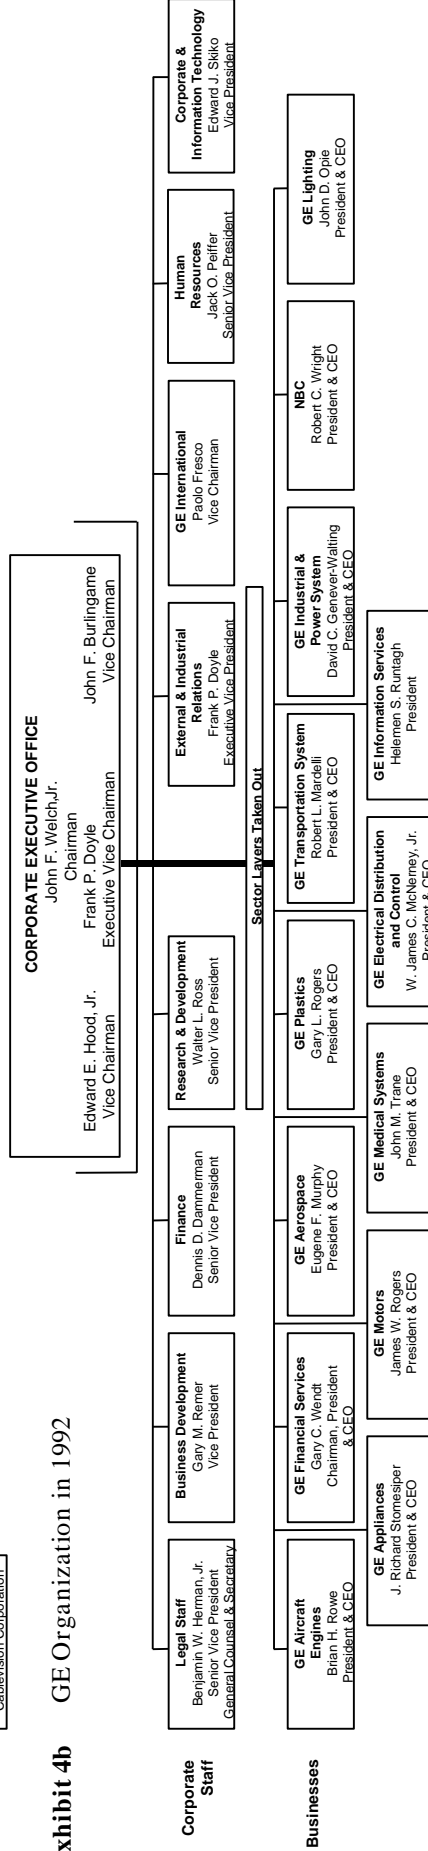 Cablevision Corporation
xhibit 4b GE Organization in 1992
CORPORATE EXECUTIVE OFFICE
John F. Welch,Jr.
Chairman
Edward E. Hood, Jr.
Vice Chairman
Frank P. Doyle
Executive Vice Chairman
John F. Burlingame
Vice Chairman
Corporate
Staff
Legal Staff
Benjamin W. Herman, Jr.
Senior Vice President
General Counsel & Secretary
Business Development
Gary M. Remer
Vice President
Finance
Dennis D. Dammerman
Senior Vice President
Research & Development
Walter L. Ross
Senior Vice President
External & Industrial
Relations
Frank P. Doyle
Executive Vice President
GE International
Paolo Fresco
Vice Chairman
Human
Resources
Jack O. Peiffer
Senior Vice President
Corporate &
Information Technology
Edward J. Skiko
Vice President
Sector Layers Taken Out
Businesses
GE Aircraft
Engines
Brian H. Rowe
President & CEO
GE Financial Services
Gary C. Wendt
Chairman, President
& CEO
GE Aerospace
Eugene F. Murphy
President & CEO
GE Plastics
Gary L. Rogers
President & CEO
GE Transportation System
Robert L. Mardelli
President & CEO
GE Industrial &
Power System
David C. Genever-Walting
President & CEO
NBC
Robert C. Wright
President & CEO
GE Lighting
John D. Opie
President & CEO
GE Appliances
J. Richard Stomesiper
President & CEO
GE Motors
James W. Rogers
President & CEO
GE Medical Systems
John M. Trane
President & CEO
GE Electrical Distribution
and Control
W. James C. McNerney, Jr.
President & CEO
GE Information Services
Helemen S. Runtagh
President